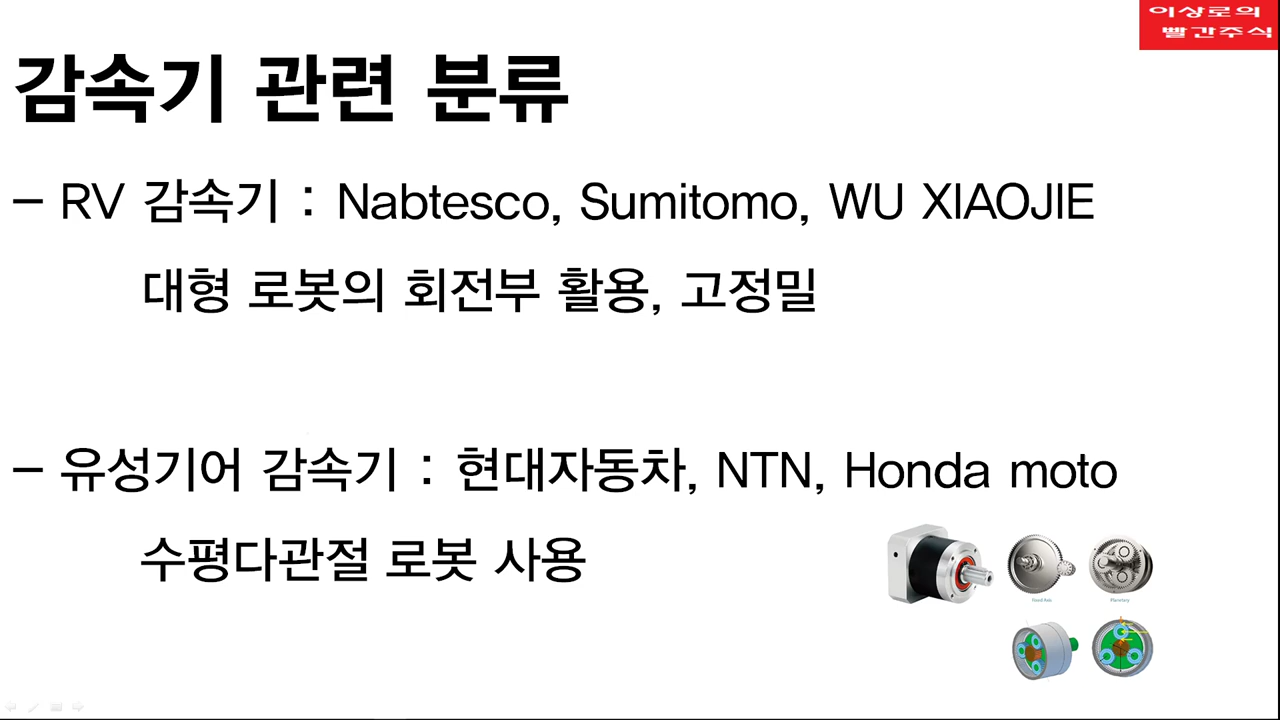 이상로의
빨간주식
감속기 관련 분류
– RV 감속기 : Nabtesco, Sumitomo, WU XIAOJIE
대형 로봇의 회전부 활용, 고정밀
– 유성기어 감속기 : 현대자동차, NTN, Honda moto
수평다관절 로봇 사용
Fixed Axis
Planetary